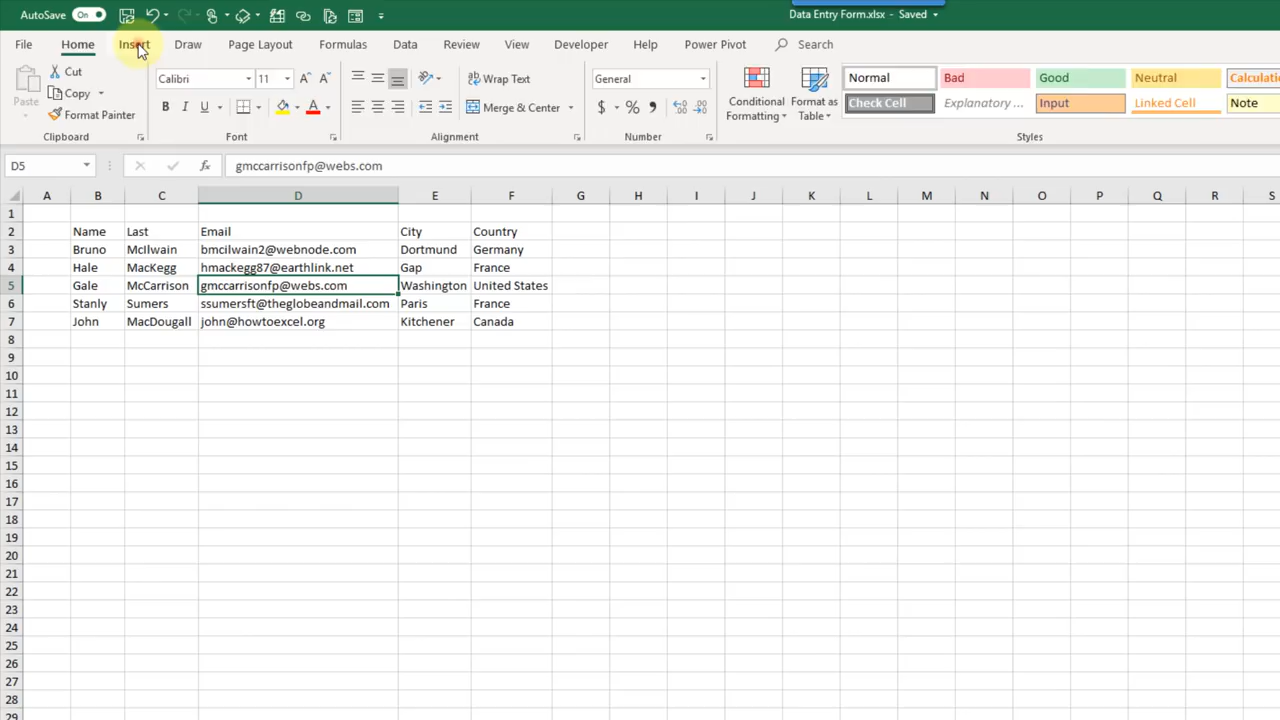 AutoSave On Data Entry Form.xlsx - Saved
File Home Insert Draw Page Layout Formulas Data Review View Developer Help Power Pivot Search
Paste Cut Calibri 11 Wrap Text General Conditional Formatting Format as Table Normal Bad Good Neutral Calculatio
Copy
Format Painter B I U Merge & Center $ % Check Cell Explanatory ... Input Linked Cell Note
Clipboard Font Alignment Number Styles
D5 fx gmccarrisonfp@webs.com
A B C D E F G H I J K L M N O P Q R S
1
2 Name Last Email City Country
3 Bruno McIlwain bmcilwain2@webnode.com Dortmund Germany
4 Hale MacKegg hmackegg87@earthlink.net Gap France
5 Gale McCarrison gmccarrisonfp@webs.com Washington United States
6 Stanly Sumers ssumersft@theglobeandmail.com Paris France
7 John MacDougall john@howtoexcel.org Kitchener Canada
8
9
10
11
12
13
14
15
16
17
18
19
20
21
22
23
24
25
26
27
28
29